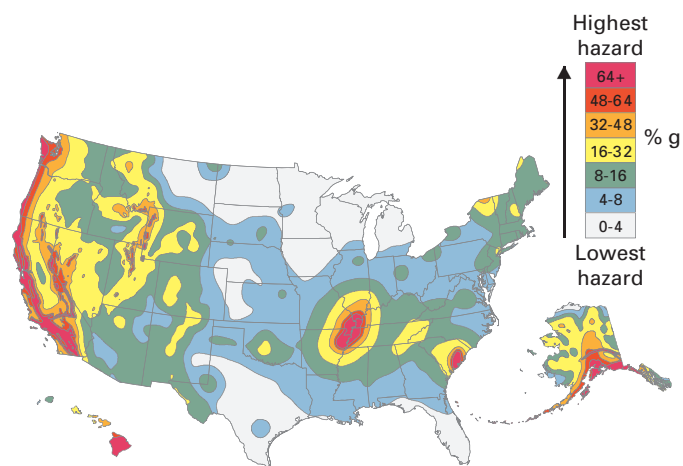 Highest
hazard
64+
48-64
32-48
% g
16-32
8-16
4-8
0-4
Lowest
hazard